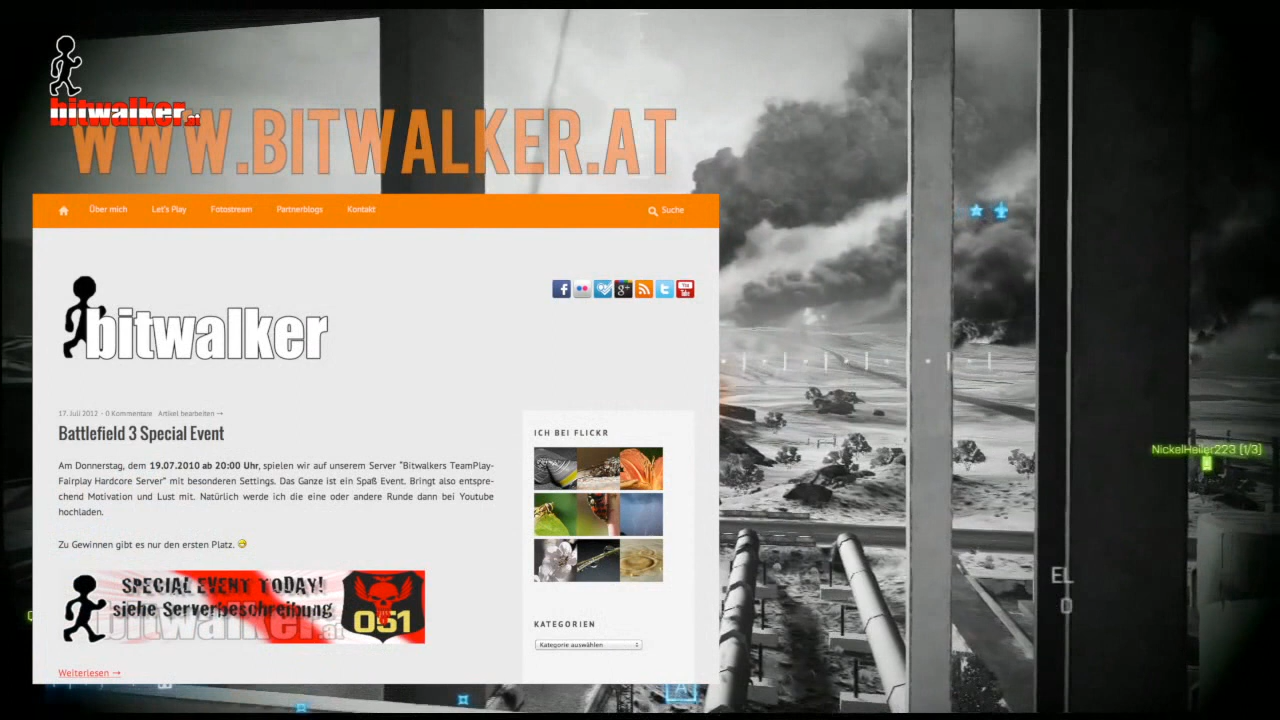 bitwalker.at
WWW.BITWALKER.AT
Über mich Let's Play Fotostream Partnerblogs Kontakt Suche
bitwalker
17. Juli 2012 - 0 Kommentare Artikel bearbeiten →
Battlefield 3 Special Event
Am Donnerstag, dem 19.07.2010 ab 20:00 Uhr, spielen wir auf unserem Server "Bitwalkers TeamPlay-
Fairplay Hardcore Server" mit besonderen Settings. Das Ganze ist ein Spaß Event. Bringt also entspre-
chend Motivation und Lust mit. Natürlich werde ich die eine oder andere Runde dann bei Youtube
hochladen.
Zu Gewinnen gibt es nur den ersten Platz.
SPECIAL EVENT TODAY!
siehe Serverbeschreibung
bitwalker.at
051
Weiterlesen →
ICH BEI FLICKR
KATEGORIEN
Kategorie auswählen
NickelHeiler223 [1/3]
EL
0
A